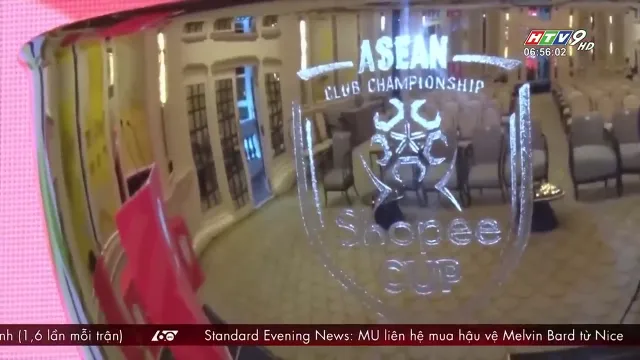 HTV9 HD
06:56:02
ASEAN
CLUB CHAMPIONSHIP
Shopee
CUP
nh (1,6 lần mỗi trận) 60 Standard Evening News: MU liên hệ mua hậu vệ Melvin Bard từ Nice